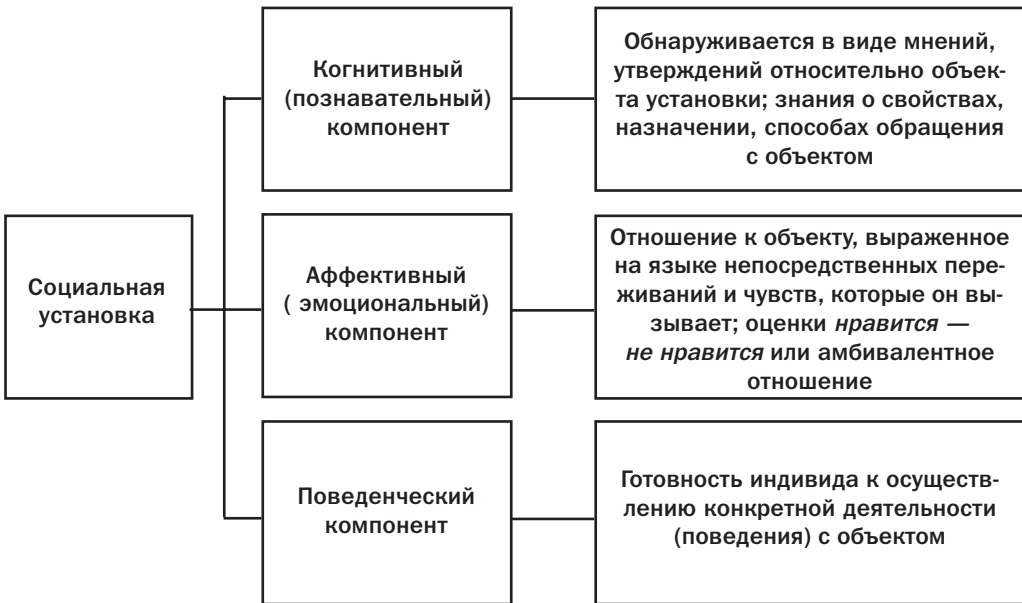 Социальная
установка
Когнитивный
(познавательный)
компонент
Обнаруживается в виде мнений,
утверждений относительно объек-
та установки; знания о свойствах,
назначении, способах обращения
с объектом
Аффективный
( эмоциональный)
компонент
Отношение к объекту, выраженное
на языке непосредственных пере-
живаний и чувств, которые он вы-
зывает; оценки нравится —
не нравится или амбивалентное
отношение
Поведенческий
компонент
Готовность индивида к осуществ-
лению конкретной деятельности
(поведения) с объектом